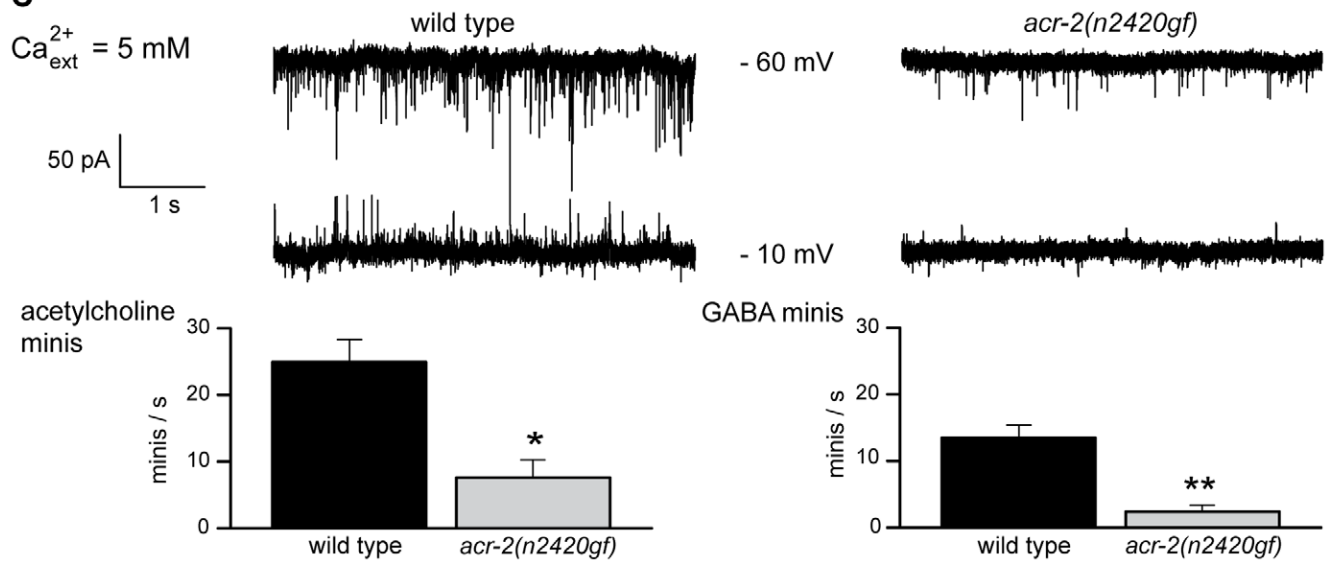 wild type
acr-2(n2420gf)
Ca2+ext = 5 mM
- 60 mV
50 pA
1 s
- 10 mV
acetylcholine
minis
GABA minis
30
20
10
0
minis / s
*
wild type
acr-2(n2420gf)
30
20
10
0
minis / s
**
wild type
acr-2(n2420gf)